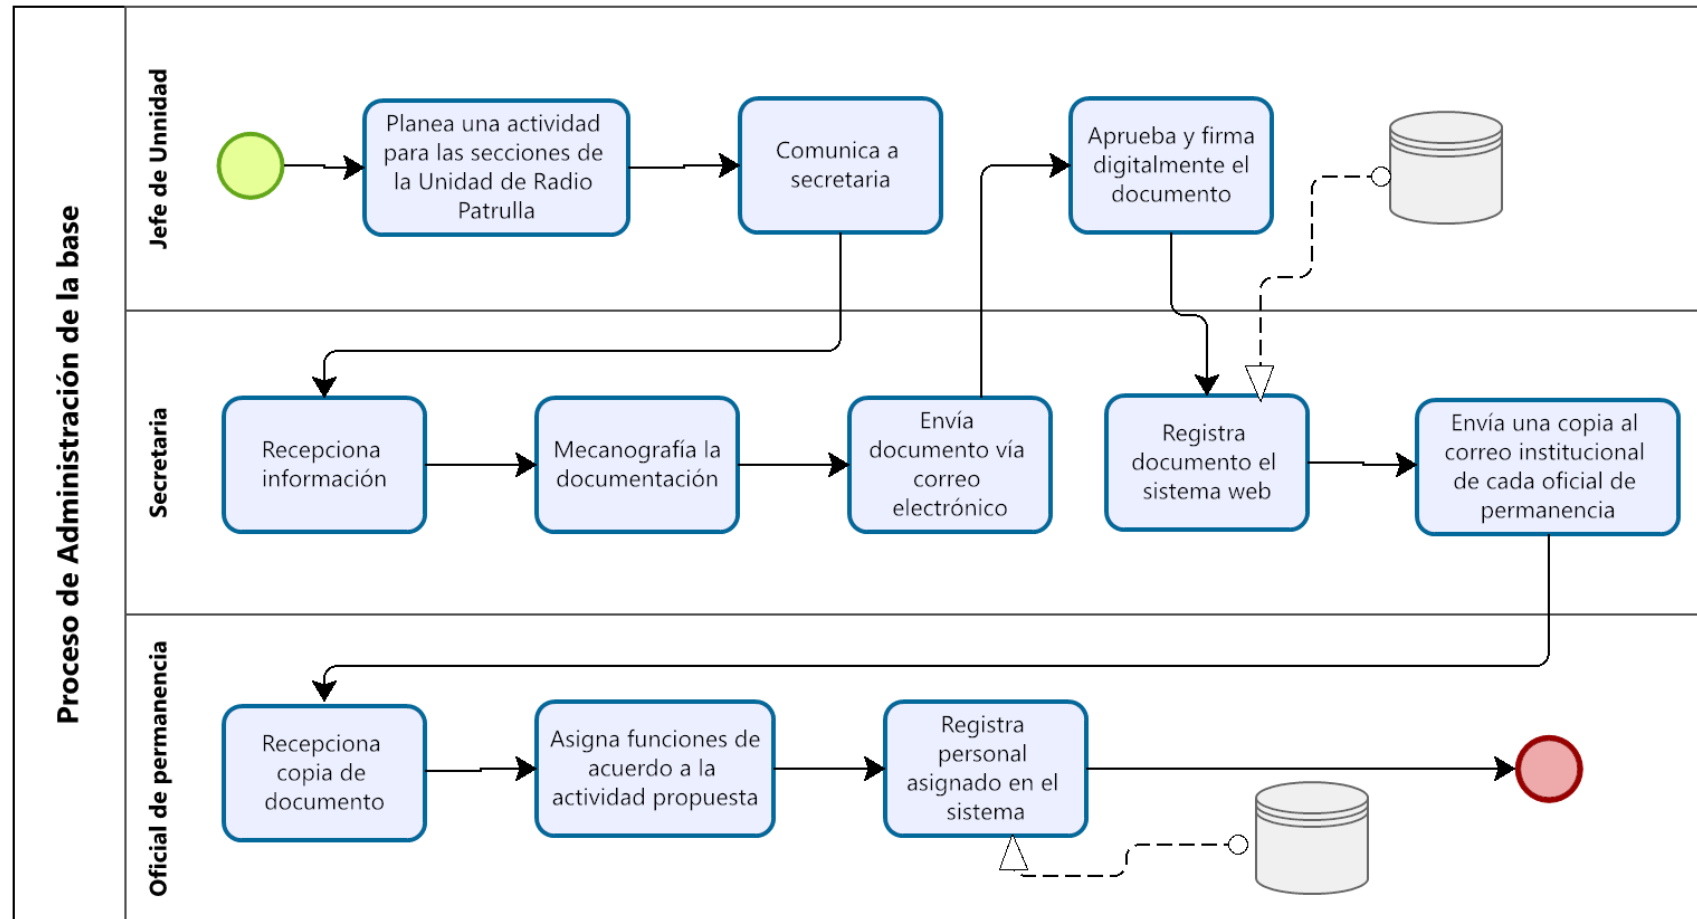 Proceso de Administración de la base
Jefe de Unnidad
Planea una actividad
para las secciones de
la Unidad de Radio
Patrulla
Comunica a
secretaria
Aprueba y firma
digitalmente el
documento
Secretaria
Recepciona
información
Mecanografía la
documentación
Envía
documento vía
correo
electrónico
Registra
documento el
sistema web
Envía una copia al
correo institucional
de cada oficial de
permanencia
Oficial de permanencia
Recepciona
copia de
documento
Asigna funciones de
acuerdo a la
actividad propuesta
Registra
personal
asignado en el
sistema